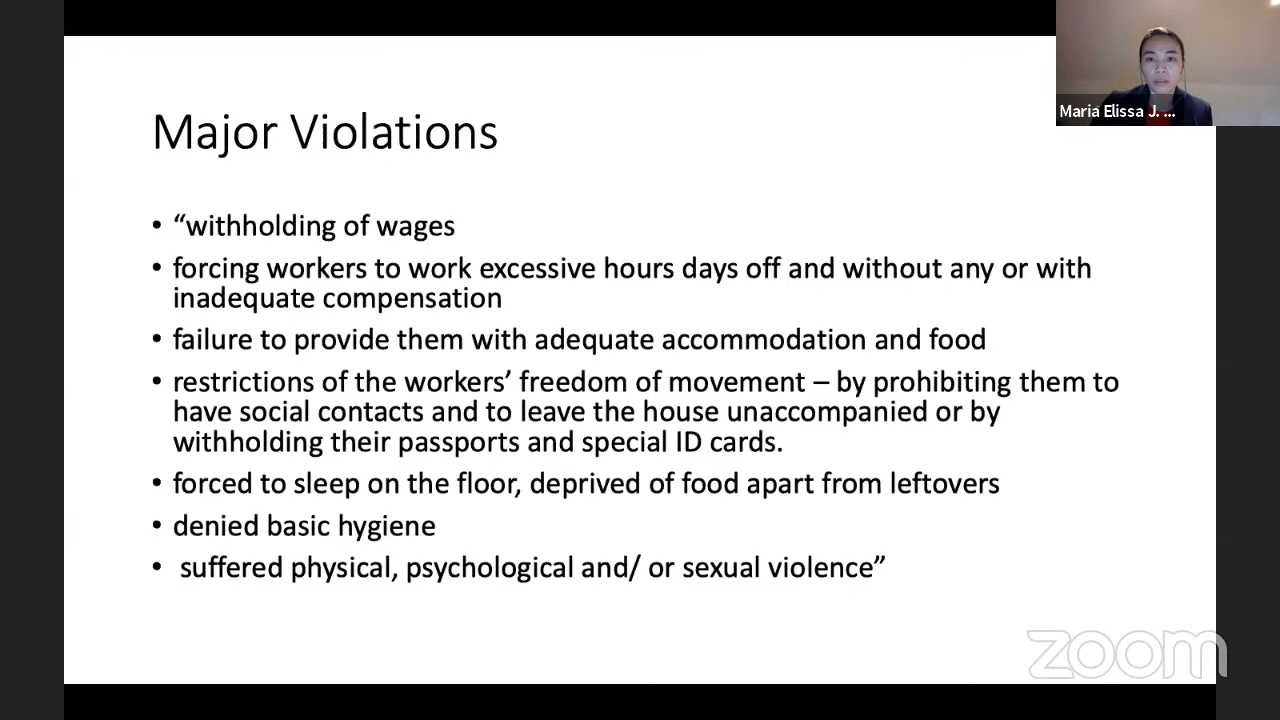 Maria Elissa J. ...
Major Violations
• “withholding of wages
• forcing workers to work excessive hours days off and without any or with
inadequate compensation
• failure to provide them with adequate accommodation and food
• restrictions of the workers’ freedom of movement – by prohibiting them to
have social contacts and to leave the house unaccompanied or by
withholding their passports and special ID cards.
• forced to sleep on the floor, deprived of food apart from leftovers
• denied basic hygiene
• suffered physical, psychological and/ or sexual violence”
zoom